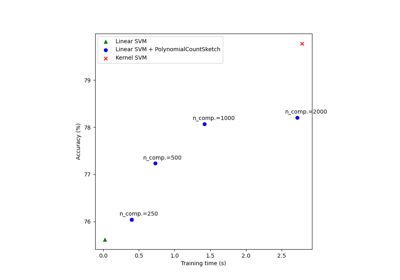 Linear SVM
Linear SVM + PolynomialCountSketch
Kernel SVM
79
n_comp.=2000
n_comp.=1000
78
Accuracy (%)
n_comp.=500
77
n_comp.=250
76
0.0 0.5 1.0 1.5 2.0 2.5
Training time (s)